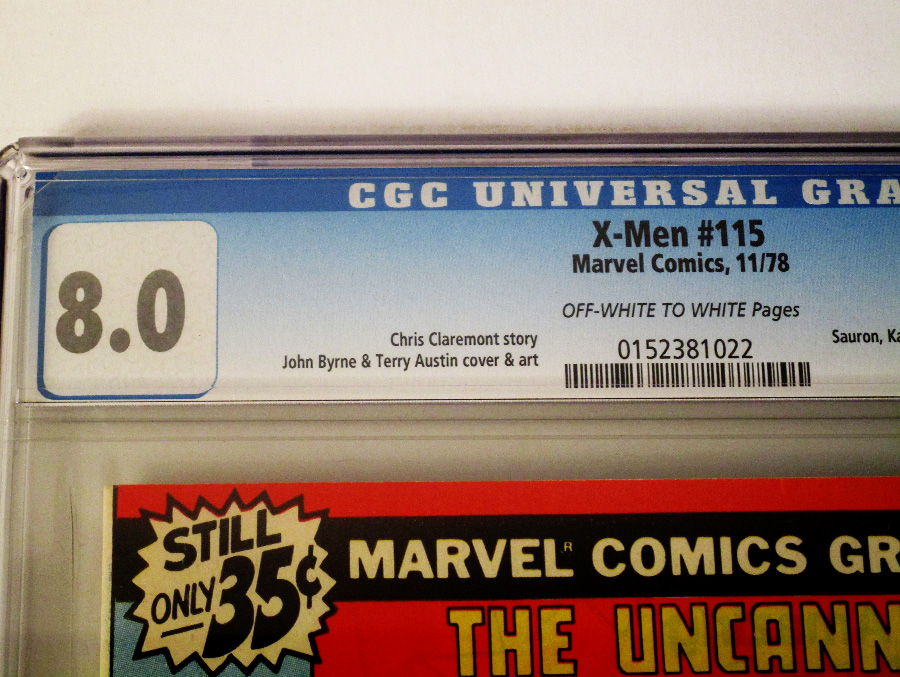 CGC UNIVERSAL GRA
8.0
X-Men #115
Marvel Comics, 11/78
OFF-WHITE TO WHITE Pages
Chris Claremont story
John Byrne & Terry Austin cover & art
0152381022
Sauron, Ka
STILL
ONLY 35¢
MARVEL® COMICS GR
THE UNCANN